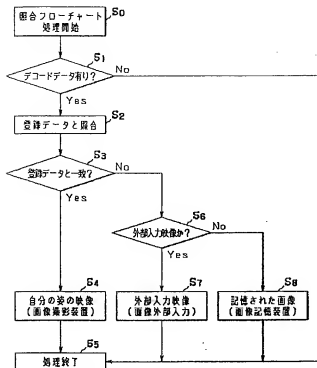 照合フローチャート
処理開始
S0
S1
デコードデータ有り?
No
Yes
S2
登録データと照合
S3
登録データと一致?
No
Yes
S6
外部入力映像か?
No
Yes
S4
自分の姿の映像
(画像撮影装置)
S7
外部入力映像
(画像外部入力)
S8
記憶された画像
(画像記憶装置)
S5
処理終了